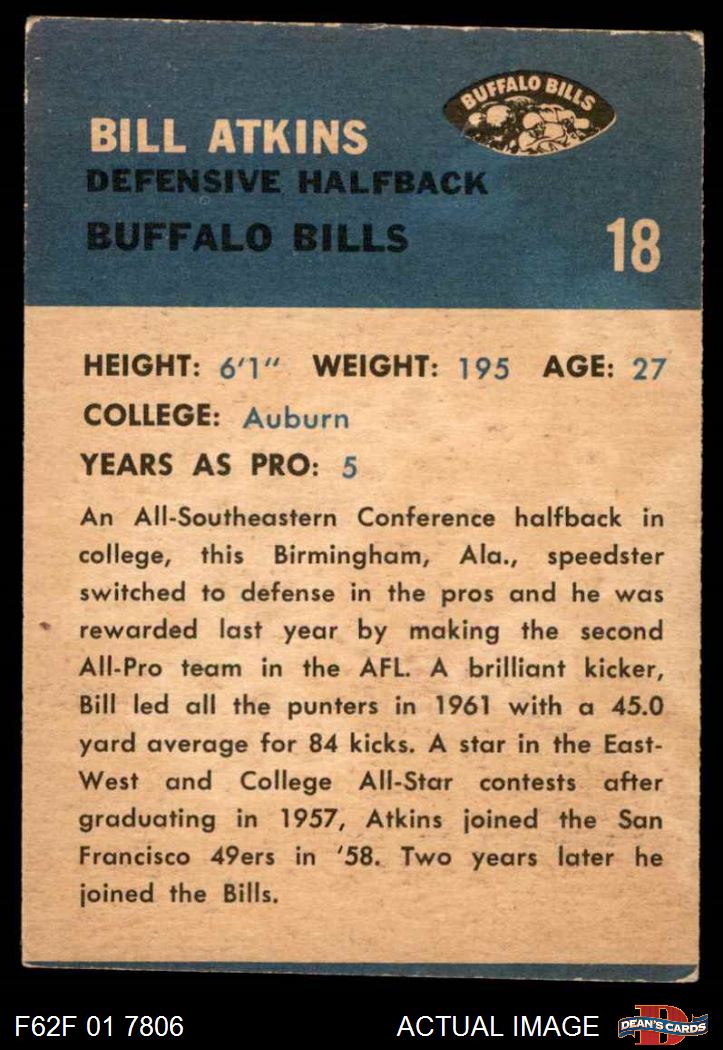 BUFFALO BILLS
BILL ATKINS
DEFENSIVE HALFBACK
BUFFALO BILLS
18
HEIGHT: 6'1" WEIGHT: 195 AGE: 27
COLLEGE: Auburn
YEARS AS PRO: 5
An All-Southeastern Conference halfback in
college, this Birmingham, Ala., speedster
switched to defense in the pros and he was
rewarded last year by making the second
All-Pro team in the AFL. A brilliant kicker,
Bill led all the punters in 1961 with a 45.0
yard average for 84 kicks. A star in the East-
West and College All-Star contests after
graduating in 1957, Atkins joined the San
Francisco 49ers in '58. Two years later he
joined the Bills.
F62F 01 7806
ACTUAL IMAGE
D
DEAN'S CARDS